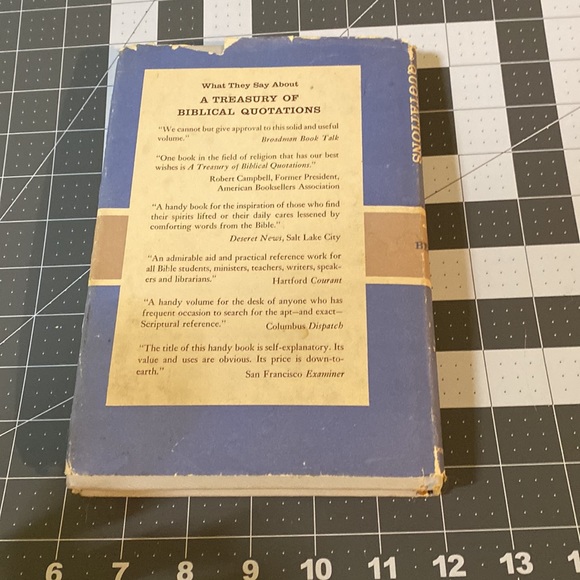 What They Say About
A TREASURY OF
BIBLICAL QUOTATIONS
"We cannot but give approval to this solid and useful
volume." Broadman Book Talk
"One book in the field of religion that has our best
wishes is A Treasury of Biblical Quotations."
Robert Campbell, Former President,
American Booksellers Association
"A handy book for the inspiration of those who find
their spirits lifted or their daily cares lessened by
comforting words from the Bible."
Deseret News, Salt Lake City
"An admirable aid and practical reference work for
all Bible students, ministers, teachers, writers, speak-
ers and librarians." Hartford Courant
"A handy volume for the desk of anyone who has
frequent occasion to search for the apt—and exact—
Scriptural reference." Columbus Dispatch
"The title of this handy book is self-explanatory. Its
value and uses are obvious. Its price is down-to-
earth." San Francisco Examiner
6 7 8 9 10 11 12 13